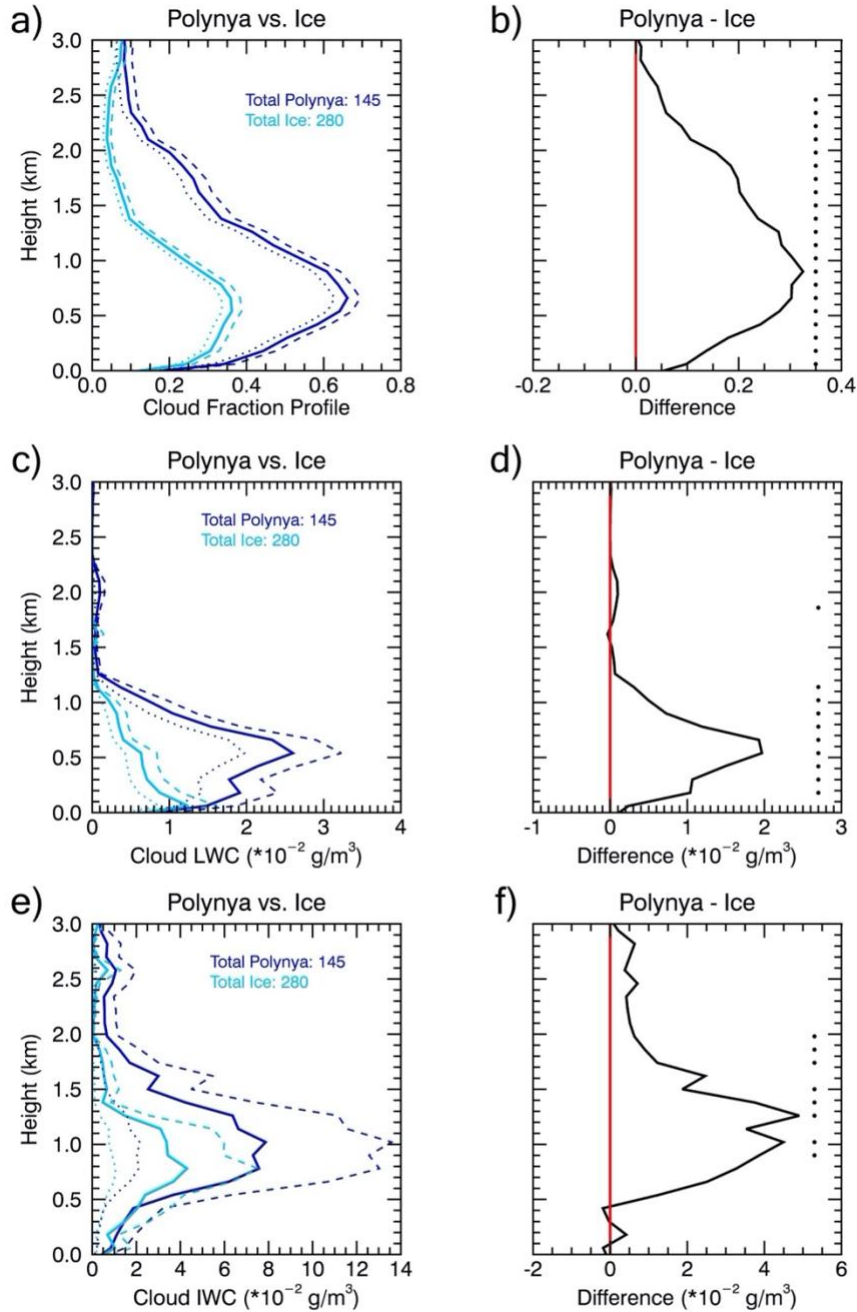 a)
Polynya vs. Ice
3.0
2.5
2.0
1.5
1.0
0.5
0.0
Height (km)
Total Polynya: 145
Total Ice: 280
0.0 0.2 0.4 0.6 0.8
Cloud Fraction Profile
b)
Polynya - Ice
-0.2 0.0 0.2 0.4
Difference
c)
Polynya vs. Ice
3.0
2.5
2.0
1.5
1.0
0.5
0.0
Height (km)
Total Polynya: 145
Total Ice: 280
0 1 2 3 4
Cloud LWC (*10⁻² g/m³)
d)
Polynya - Ice
-1 0 1 2 3
Difference (*10⁻² g/m³)
e)
Polynya vs. Ice
3.0
2.5
2.0
1.5
1.0
0.5
0.0
Height (km)
Total Polynya: 145
Total Ice: 280
0 2 4 6 8 10 12 14
Cloud IWC (*10⁻² g/m³)
f)
Polynya - Ice
-2 0 2 4 6
Difference (*10⁻² g/m³)